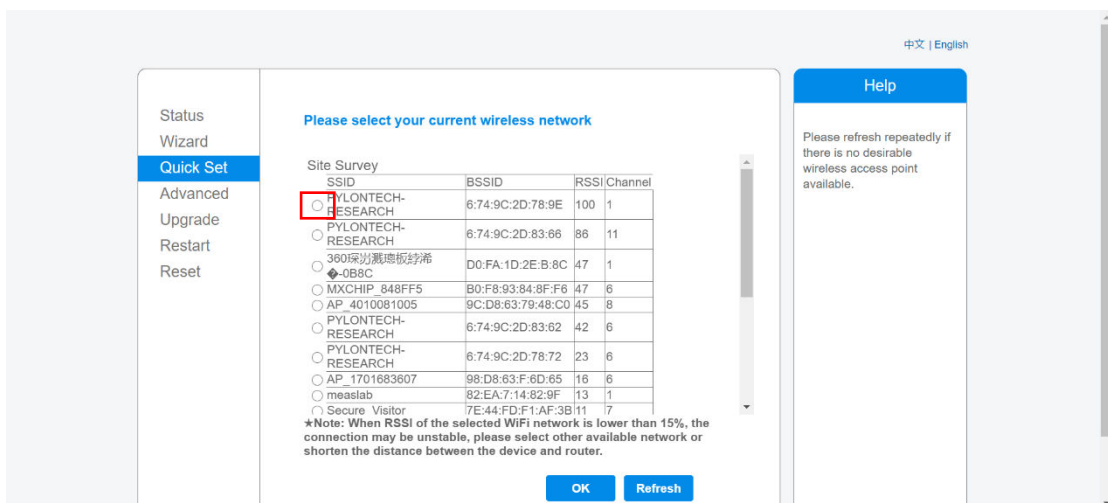 中文 | English
Help
Status
Wizard
Quick Set
Advanced
Upgrade
Restart
Reset
Please select your current wireless network
Site Survey
SSID BSSID RSSI Channel
PYLONTECH-
RESEARCH 6:74:9C:2D:78:9E 100 1
PYLONTECH-
RESEARCH 6:74:9C:2D:83:66 86 11
360
-0B8C D0:FA:1D:2E:B:8C 47 1
MXCHIP_848FF5 B0:F8:93:84:8F:F6 47 6
AP_4010081005 9C:D8:63:79:48:C0 45 8
PYLONTECH-
RESEARCH 6:74:9C:2D:83:62 42 6
PYLONTECH-
RESEARCH 6:74:9C:2D:78:72 23 6
AP_1701683607 98:D8:63:F:6D:65 16 6
measlab 82:EA:7:14:82:9F 13 1
Secure_Visitor 7E:44:FD:F1:AF:3B 11 7
★Note: When RSSI of the selected WiFi network is lower than 15%, the
connection may be unstable, please select other available network or
shorten the distance between the device and router.
OK Refresh
Please refresh repeatedly if
there is no desirable
wireless access point
available.